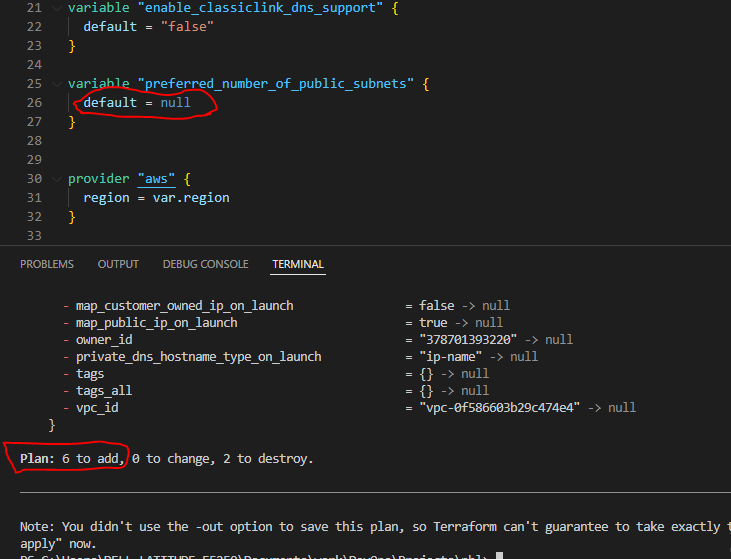 21 variable "enable_classiclink_dns_support" {
22 default = "false"
23 }
24
25 variable "preferred_number_of_public_subnets" {
26 default = null
27 }
28
29
30 provider "aws" {
31 region = var.region
32 }
33
PROBLEMS OUTPUT DEBUG CONSOLE TERMINAL
- map_customer_owned_ip_on_launch = false -> null
- map_public_ip_on_launch = true -> null
- owner_id = "378701393220" -> null
- private_dns_hostname_type_on_launch = "ip-name" -> null
- tags = {} -> null
- tags_all = {} -> null
- vpc_id = "vpc-0f586603b29c474e4" -> null
}
Plan: 6 to add, 0 to change, 2 to destroy.
Note: You didn't use the -out option to save this plan, so Terraform can't guarantee to take exactly
apply" now.